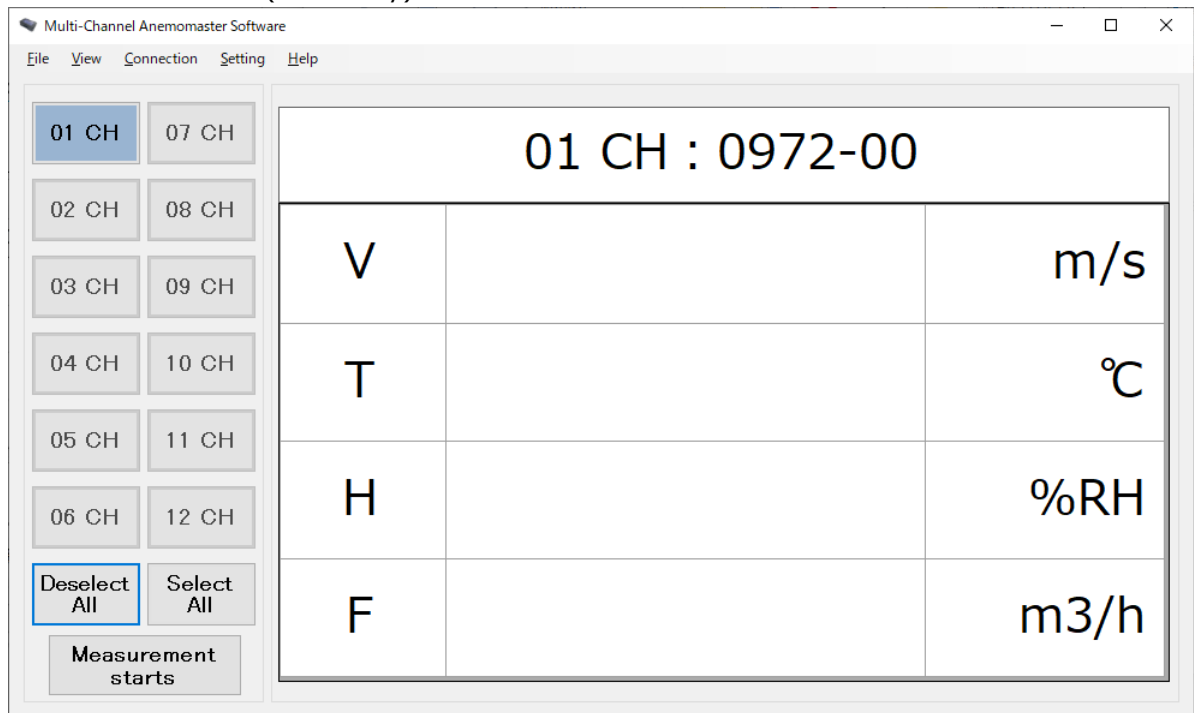 Multi-Channel Anemomaster Software
File View Connection Setting Help
01 CH 07 CH
02 CH 08 CH
03 CH 09 CH
04 CH 10 CH
05 CH 11 CH
06 CH 12 CH
Deselect All Select All
Measurement
starts
01 CH : 0972-00
V m/s
T ℃
H %RH
F m3/h